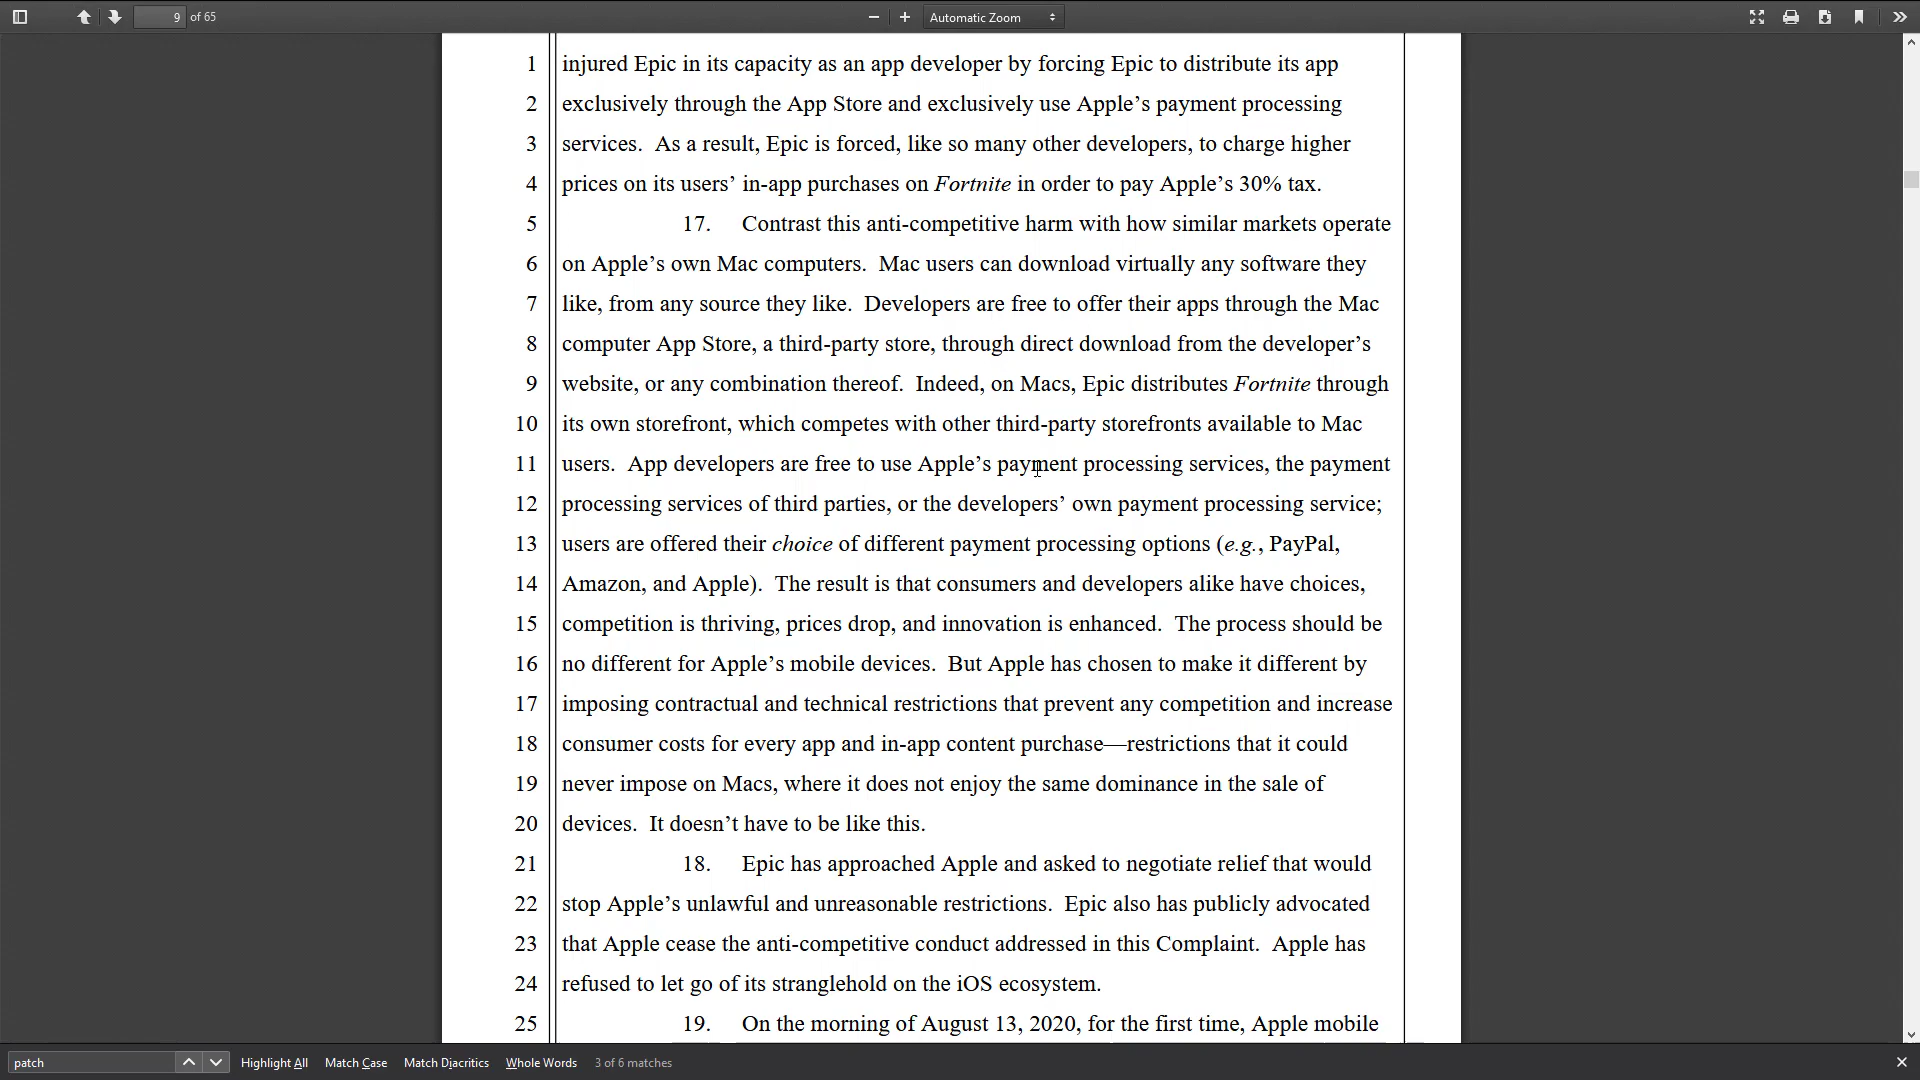 9 of 65
Automatic Zoom
1 injured Epic in its capacity as an app developer by forcing Epic to distribute its app
2 exclusively through the App Store and exclusively use Apple’s payment processing
3 services.  As a result, Epic is forced, like so many other developers, to charge higher
4 prices on its users’ in-app purchases on Fortnite in order to pay Apple’s 30% tax.
5 17. Contrast this anti-competitive harm with how similar markets operate
6 on Apple’s own Mac computers.  Mac users can download virtually any software they
7 like, from any source they like.  Developers are free to offer their apps through the Mac
8 computer App Store, a third-party store, through direct download from the developer’s
9 website, or any combination thereof.  Indeed, on Macs, Epic distributes Fortnite through
10 its own storefront, which competes with other third-party storefronts available to Mac
11 users.  App developers are free to use Apple’s payment processing services, the payment
12 processing services of third parties, or the developers’ own payment processing service;
13 users are offered their choice of different payment processing options (e.g., PayPal,
14 Amazon, and Apple).  The result is that consumers and developers alike have choices,
15 competition is thriving, prices drop, and innovation is enhanced.  The process should be
16 no different for Apple’s mobile devices.  But Apple has chosen to make it different by
17 imposing contractual and technical restrictions that prevent any competition and increase
18 consumer costs for every app and in-app content purchase—restrictions that it could
19 never impose on Macs, where it does not enjoy the same dominance in the sale of
20 devices.  It doesn’t have to be like this.
21 18. Epic has approached Apple and asked to negotiate relief that would
22 stop Apple’s unlawful and unreasonable restrictions.  Epic also has publicly advocated
23 that Apple cease the anti-competitive conduct addressed in this Complaint.  Apple has
24 refused to let go of its stranglehold on the iOS ecosystem.
25 19. On the morning of August 13, 2020, for the first time, Apple mobile
patch Highlight All Match Case Match Diacritics Whole Words 3 of 6 matches